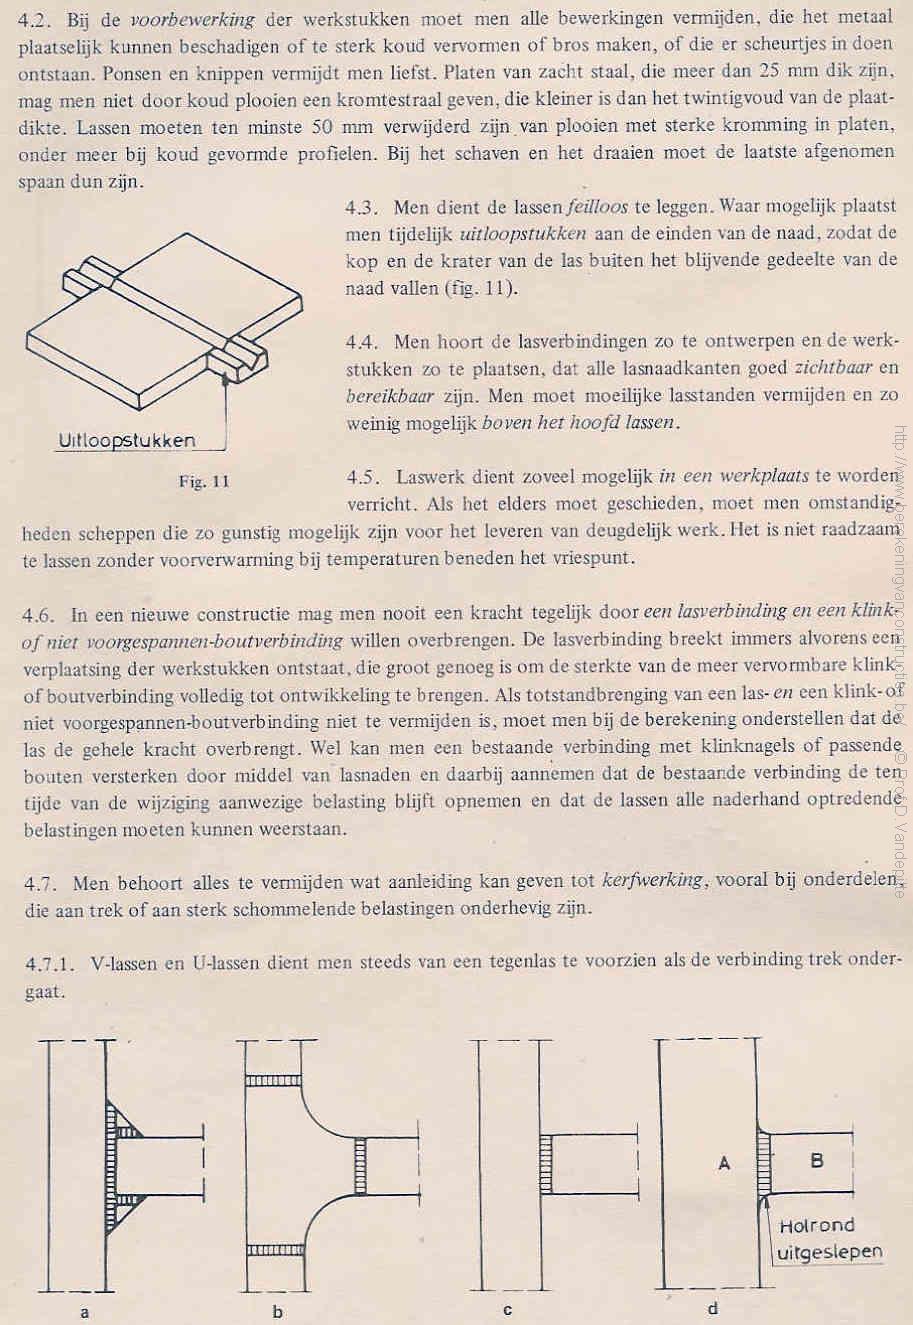 4.2. Bij de voorbewerking der werkstukken moet men alle bewerkingen vermijden, die het metaal
plaatselijk kunnen beschadigen of te sterk koud vervormen of bros maken, of die er scheurtjes in doen
ontstaan. Ponsen en knippen vermijdt men liefst. Platen van zacht staal, die meer dan 25 mm dik zijn,
mag men niet door koud plooien een kromtestraal geven, die kleiner is dan het twintigvoud van de plaat-
dikte. Lassen moeten ten minste 50 mm verwijderd zijn van plooien met sterke kromming in platen,
onder meer bij koud gevormde profielen. Bij het schaven en het draaien moet de laatste afgenomen
spaan dun zijn.
4.3. Men dient de lassen feilloos te leggen. Waar mogelijk plaatst
men tijdelijk uitloopstukken aan de einden van de naad, zodat de
kop en de krater van de las buiten het blijvende gedeelte van de
naad vallen (fig. 11).
4.4. Men hoort de lasverbindingen zo te ontwerpen en de werk-
stukken zo te plaatsen, dat alle lasnaadkanten goed zichtbaar en
bereikbaar zijn. Men moet moeilijke lasstanden vermijden en zo
weinig mogelijk boven het hoofd lassen.
Uitloopstukken
Fig. 11
4.5. Laswerk dient zoveel mogelijk in een werkplaats te worden
verricht. Als het elders moet geschieden, moet men omstandig-
heden scheppen die zo gunstig mogelijk zijn voor het leveren van deugdelijk werk. Het is niet raadzaam
te lassen zonder voorverwarming bij temperaturen beneden het vriespunt.
4.6. In een nieuwe constructie mag men nooit een kracht tegelijk door een lasverbinding en een klink-
of niet voorgespannen-boutverbinding willen overbrengen. De lasverbinding breekt immers alvorens een
verplaatsing der werkstukken ontstaat, die groot genoeg is om de sterkte van de meer vervormbare klink-
of boutverbinding volledig tot ontwikkeling te brengen. Als totstandbrenging van een las- en een klink- of
niet voorgespannen-boutverbinding niet te vermijden is, moet men bij de berekening onderstellen dat de
las de gehele kracht overbrengt. Wel kan men een bestaande verbinding met klinknagels of passende
bouten versterken door middel van lasnaden en daarbij aannemen dat de bestaande verbinding de ten
tijde van de wijziging aanwezige belasting blijft opnemen en dat de lassen alle naderhand optredende
belastingen moeten kunnen weerstaan.
4.7. Men behoort alles te vermijden wat aanleiding kan geven tot kerfwerking, vooral bij onderdelen,
die aan trek of aan sterk schommelende belastingen onderhevig zijn.
4.7.1. V-lassen en U-lassen dient men steeds van een tegenlas te voorzien als de verbinding trek onder-
gaat.
A
B
Holrond
uitgeslepen
a
b
c
d
http://www.berekeningvanconstructies.be © Prof D Vandepitte